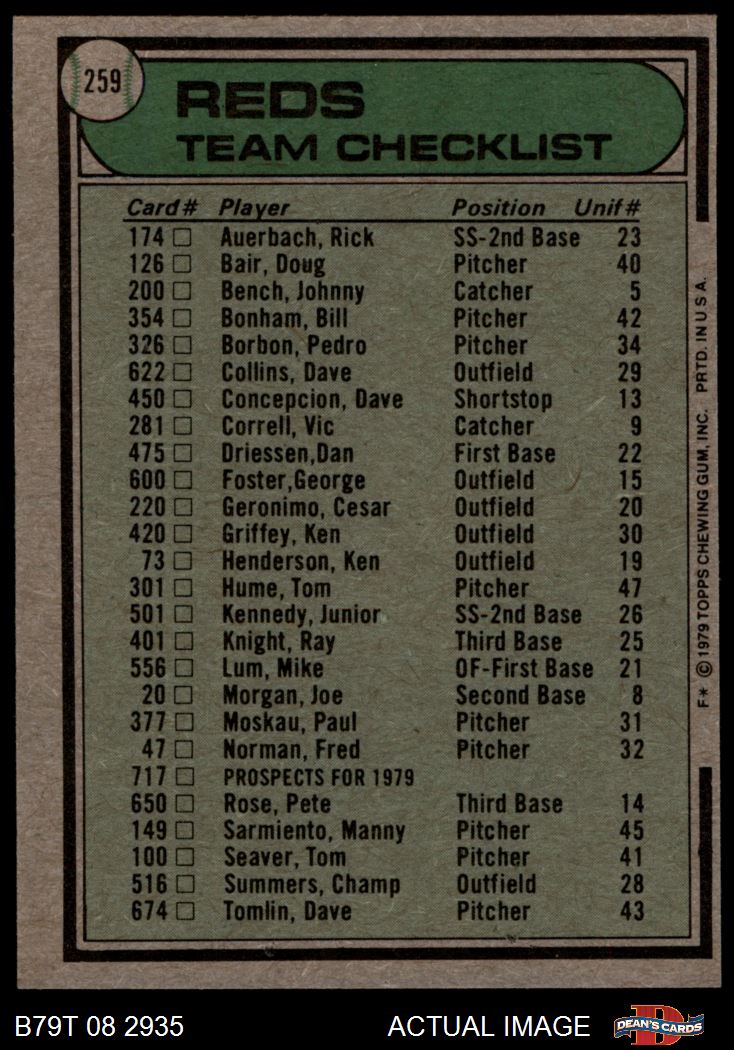 259
REDS
TEAM CHECKLIST
Card# Player Position Unif#
174 Auerbach, Rick SS-2nd Base 23
126 Bair, Doug Pitcher 40
200 Bench, Johnny Catcher 5
354 Bonham, Bill Pitcher 42
326 Borbon, Pedro Pitcher 34
622 Collins, Dave Outfield 29
450 Concepcion, Dave Shortstop 13
281 Correll, Vic Catcher 9
475 Driessen,Dan First Base 22
600 Foster,George Outfield 15
220 Geronimo, Cesar Outfield 20
420 Griffey, Ken Outfield 30
73 Henderson, Ken Outfield 19
301 Hume, Tom Pitcher 47
501 Kennedy, Junior SS-2nd Base 26
401 Knight, Ray Third Base 25
556 Lum, Mike OF-First Base 21
20 Morgan, Joe Second Base 8
377 Moskau, Paul Pitcher 31
47 Norman, Fred Pitcher 32
717 PROSPECTS FOR 1979
650 Rose, Pete Third Base 14
149 Sarmiento, Manny Pitcher 45
100 Seaver, Tom Pitcher 41
516 Summers, Champ Outfield 28
674 Tomlin, Dave Pitcher 43
F* © 1979 TOPPS CHEWING GUM, INC. PRTD. IN U.S.A.
B79T 08 2935 ACTUAL IMAGE D DEAN'S CARDS